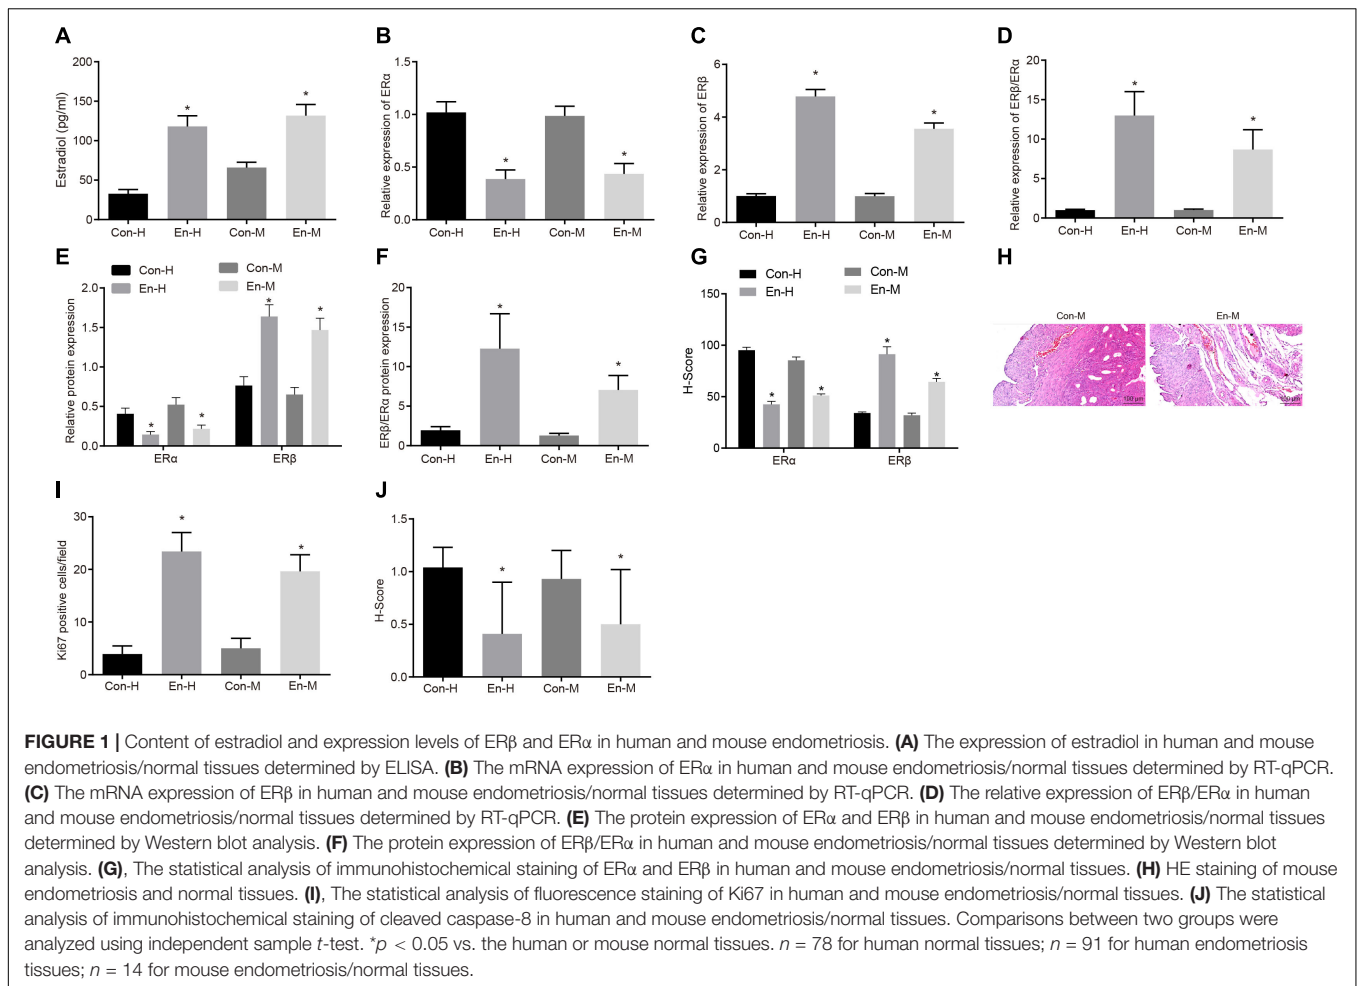 A
Estradiol (pg/ml)
200
150
100
50
0
*
*
Con-H En-H Con-M En-M
B
Relative expression of ERα
1.5
1.0
0.5
0.0
*
*
Con-H En-H Con-M En-M
C
Relative expression of ERβ
6
4
2
0
*
*
Con-H En-H Con-M En-M
D
Relative expression of ERβ/ERα
20
15
10
5
0
*
*
Con-H En-H Con-M En-M
E
Con-H Con-M
En-H En-M
Relative protein expression
2.0
1.5
1.0
0.5
0.0
* * * *
ERα ERβ
F
ERβ/ERα protein expression
20
15
10
5
0
*
*
Con-H En-H Con-M En-M
G
Con-H Con-M
En-H En-M
H-Score
150
100
50
0
* * * *
ERα ERβ
H
Con-M En-M
100 μm 100 μm
I
Ki67 positive cells/field
30
20
10
0
*
*
Con-H En-H Con-M En-M
J
H-Score
1.5
1.0
0.5
0.0
*
*
Con-H En-H Con-M En-M
FIGURE 1 | Content of estradiol and expression levels of ERβ and ERα in human and mouse endometriosis. (A) The expression of estradiol in human and mouse
endometriosis/normal tissues determined by ELISA. (B) The mRNA expression of ERα in human and mouse endometriosis/normal tissues determined by RT-qPCR.
(C) The mRNA expression of ERβ in human and mouse endometriosis/normal tissues determined by RT-qPCR. (D) The relative expression of ERβ/ERα in human
and mouse endometriosis/normal tissues determined by RT-qPCR. (E) The protein expression of ERα and ERβ in human and mouse endometriosis/normal tissues
determined by Western blot analysis. (F) The protein expression of ERβ/ERα in human and mouse endometriosis/normal tissues determined by Western blot
analysis. (G), The statistical analysis of immunohistochemical staining of ERα and ERβ in human and mouse endometriosis/normal tissues. (H) HE staining of mouse
endometriosis and normal tissues. (I), The statistical analysis of fluorescence staining of Ki67 in human and mouse endometriosis/normal tissues. (J) The statistical
analysis of immunohistochemical staining of cleaved caspase-8 in human and mouse endometriosis/normal tissues. Comparisons between two groups were
analyzed using independent sample t-test. *p < 0.05 vs. the human or mouse normal tissues. n = 78 for human normal tissues; n = 91 for human endometriosis
tissues; n = 14 for mouse endometriosis/normal tissues.